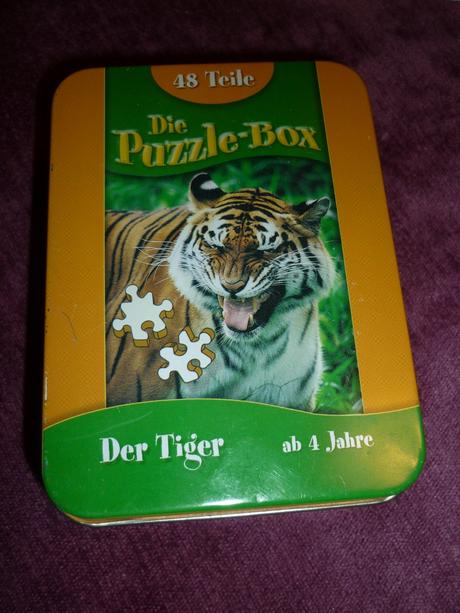 48 Teile
Die
Puzzle-Box
Der Tiger ab 4 Jahre